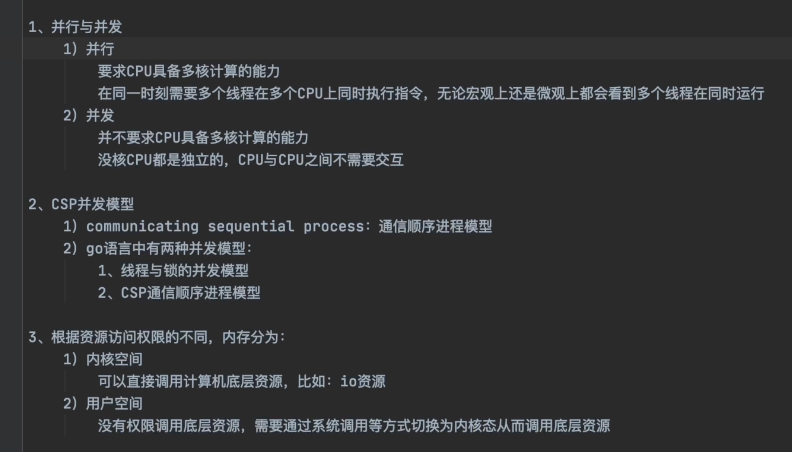 1、并行与并发
1）并行
要求CPU具备多核计算的能力
在同一时刻需要多个线程在多个CPU上同时执行指令，无论宏观上还是微观上都会看到多个线程在同时运行
2）并发
并不要求CPU具备多核计算的能力
没核CPU都是独立的，CPU与CPU之间不需要交互
2、CSP并发模型
1）communicating sequential process：通信顺序进程模型
2）go语言中有两种并发模型：
1、线程与锁的并发模型
2、CSP通信顺序进程模型
3、根据资源访问权限的不同，内存分为：
1）内核空间
可以直接调用计算机底层资源，比如：io资源
2）用户空间
没有权限调用底层资源，需要通过系统调用等方式切换为内核态从而调用底层资源